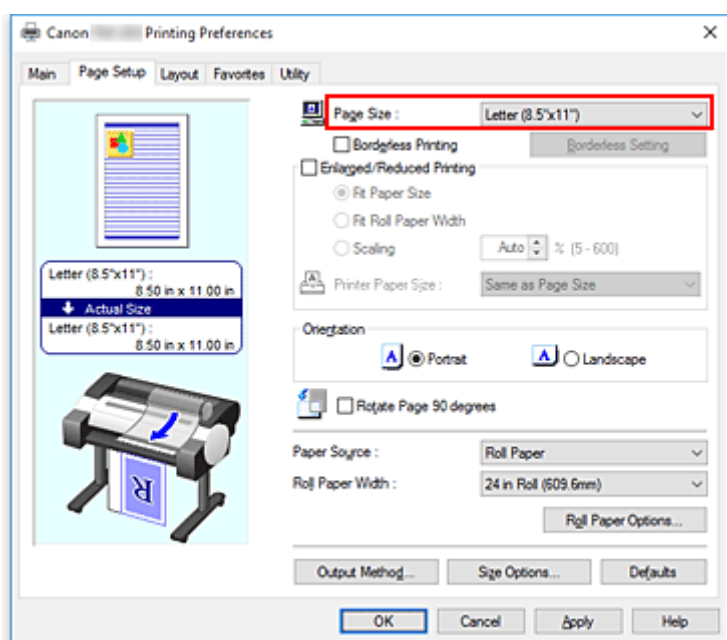 Canon Printing Preferences
Main Page Setup Layout Favorites Utility
Page Size : Letter (8.5"x11")
Borderless Printing Borderless Setting
Enlarged/Reduced Printing
Fit Paper Size
Fit Roll Paper Width
Scaling Auto % (5 - 600)
Printer Paper Size : Same as Page Size
Letter (8.5"x11") :
8.50 in x 11.00 in
Actual Size
Letter (8.5"x11") :
8.50 in x 11.00 in
Orientation
A Portrait A Landscape
Rotate Page 90 degrees
R
Paper Source : Roll Paper
Roll Paper Width : 24 in Roll (609.6mm)
Roll Paper Options...
Output Method... Size Options... Defaults
OK Cancel Apply Help